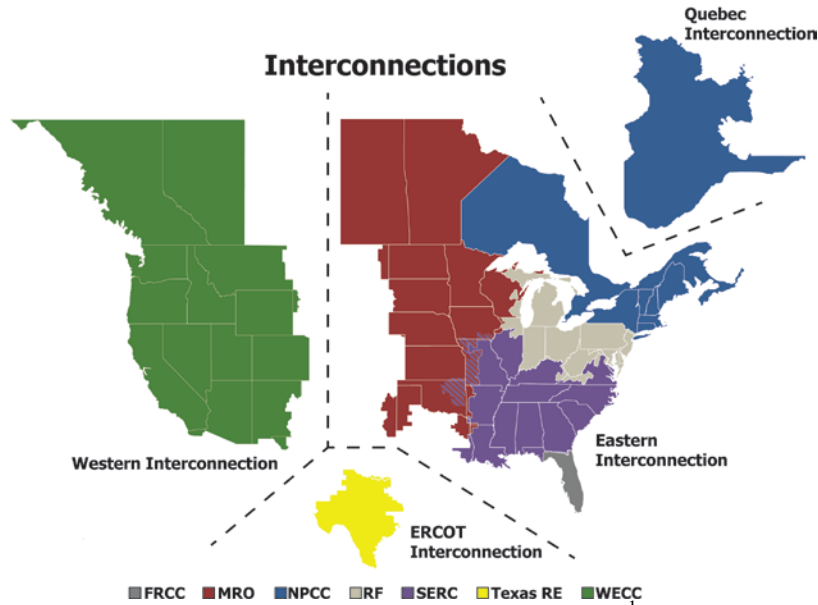 Quebec
Interconnection
Interconnections
Western Interconnection
Eastern
Interconnection
ERCOT
Interconnection
FRCC MRO NPCC RF SERC Texas RE WECC